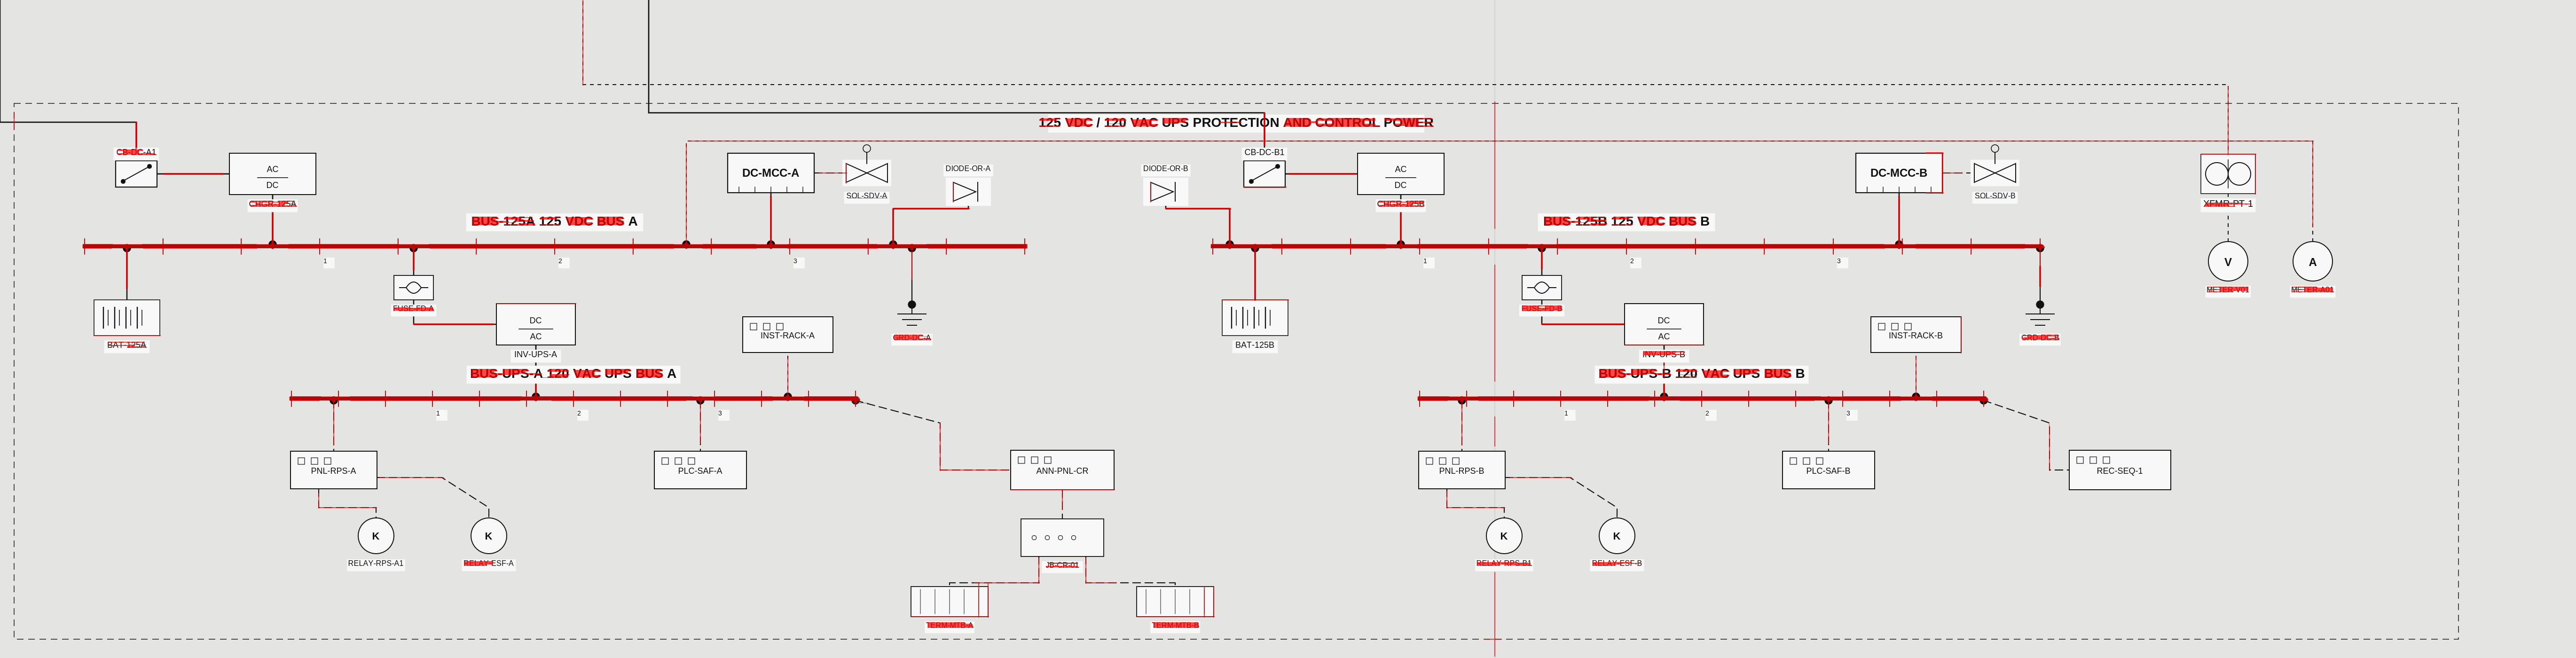 125 VDC / 120 VAC UPS PROTECTION AND CONTROL POWER
CB-DC-A1
AC
DC
CHGR-125A
DC-MCC-A
SOL-SDV-A
DIODE-OR-A
DIODE-OR-B
CB-DC-B1
AC
DC
CHGR-125B
DC-MCC-B
SOL-SDV-B
XFMR-PT-1
BUS-125A 125 VDC BUS A
BUS-125B 125 VDC BUS B
1
2
3
1
2
3
V
A
METER-V01
METER-A01
BAT-125A
FUSE-FD-A
DC
AC
INV-UPS-A
INST-RACK-A
GRD-DC-A
BAT-125B
FUSE-FD-B
DC
AC
INV-UPS-B
INST-RACK-B
GRD-DC-B
BUS-UPS-A 120 VAC UPS BUS A
BUS-UPS-B 120 VAC UPS BUS B
1
2
3
1
2
3
PNL-RPS-A
PLC-SAF-A
ANN-PNL-CR
PNL-RPS-B
PLC-SAF-B
REC-SEQ-1
K
K
K
K
RELAY-RPS-A1
RELAY-ESF-A
JB-CR-01
RELAY-RPS-B1
RELAY-ESF-B
TERM-MTB-A
TERM-MTB-B